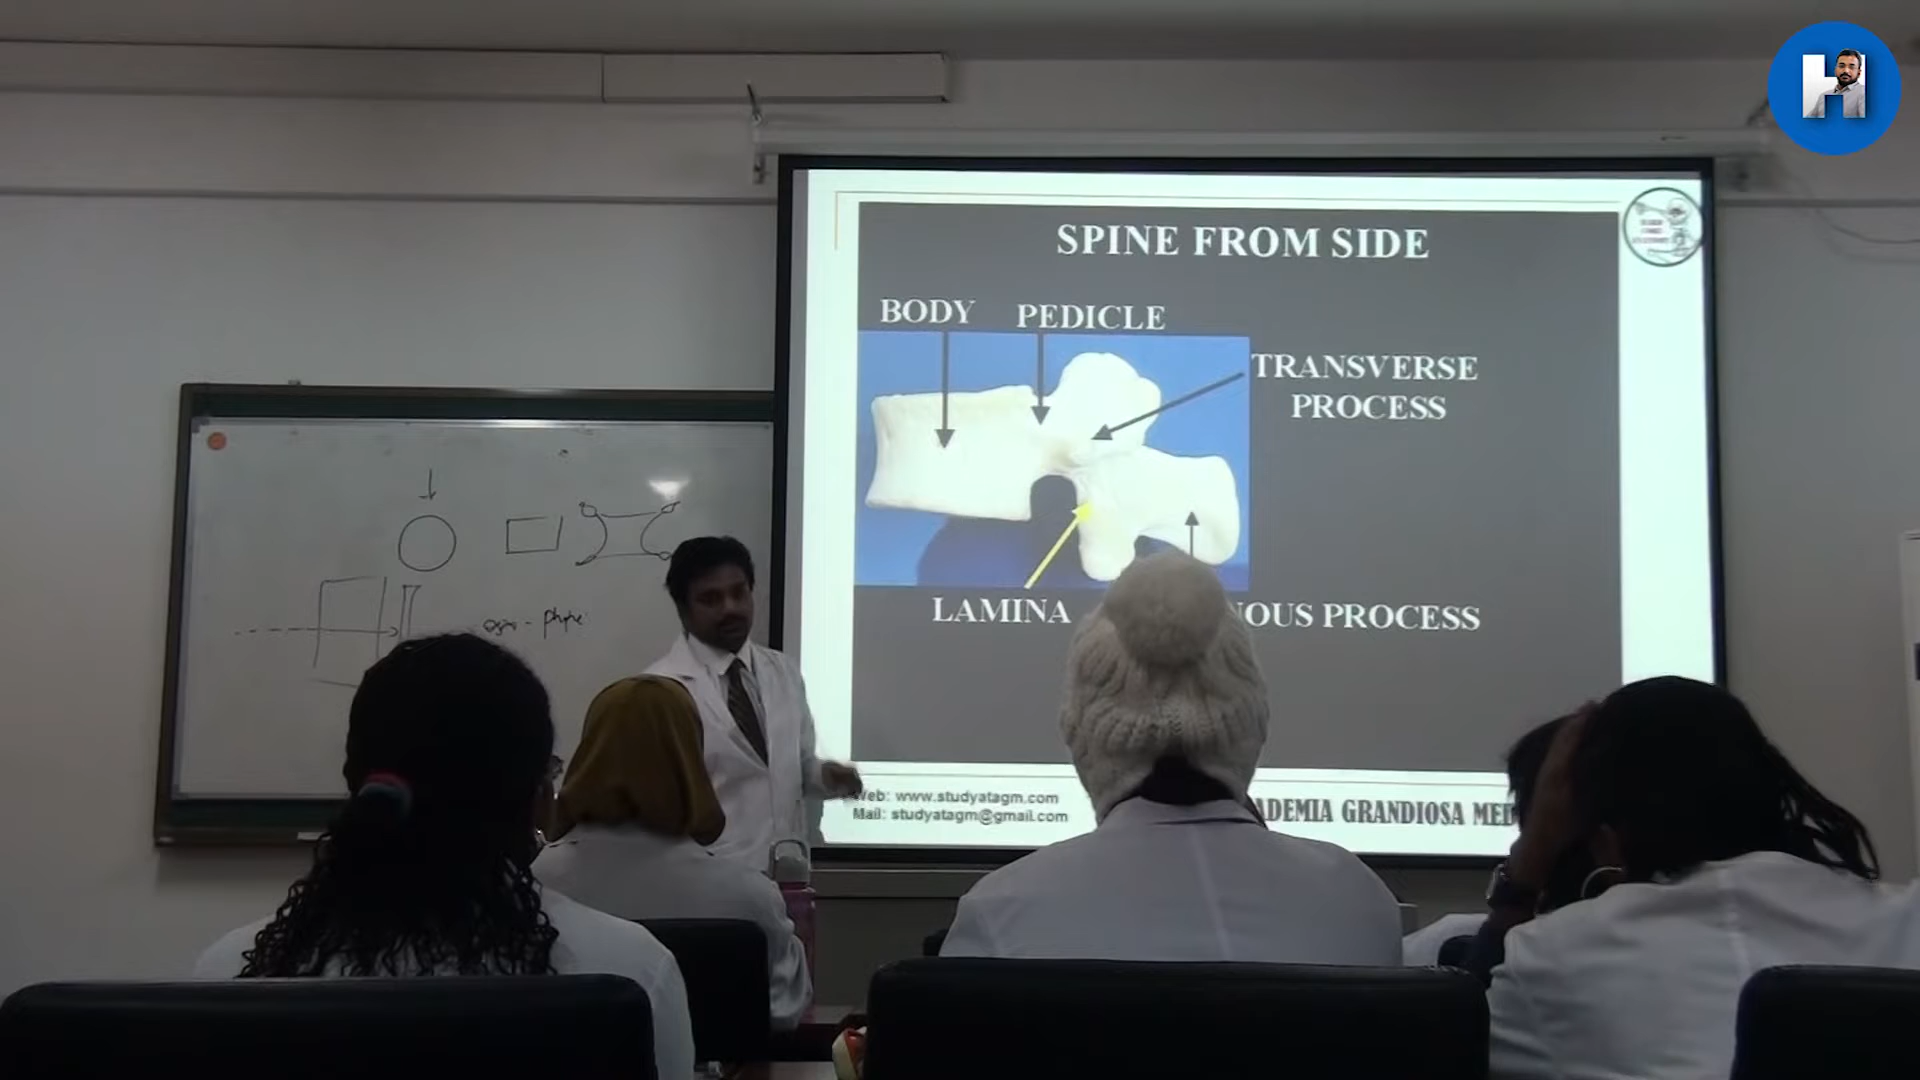 H
SPINE FROM SIDE
BODY
PEDICLE
TRANSVERSE
PROCESS
LAMINA
NOUS PROCESS
Web: www.studyatagm.com
Mail: studyatagm@gmail.com
ADEMIA GRANDIOSA MED